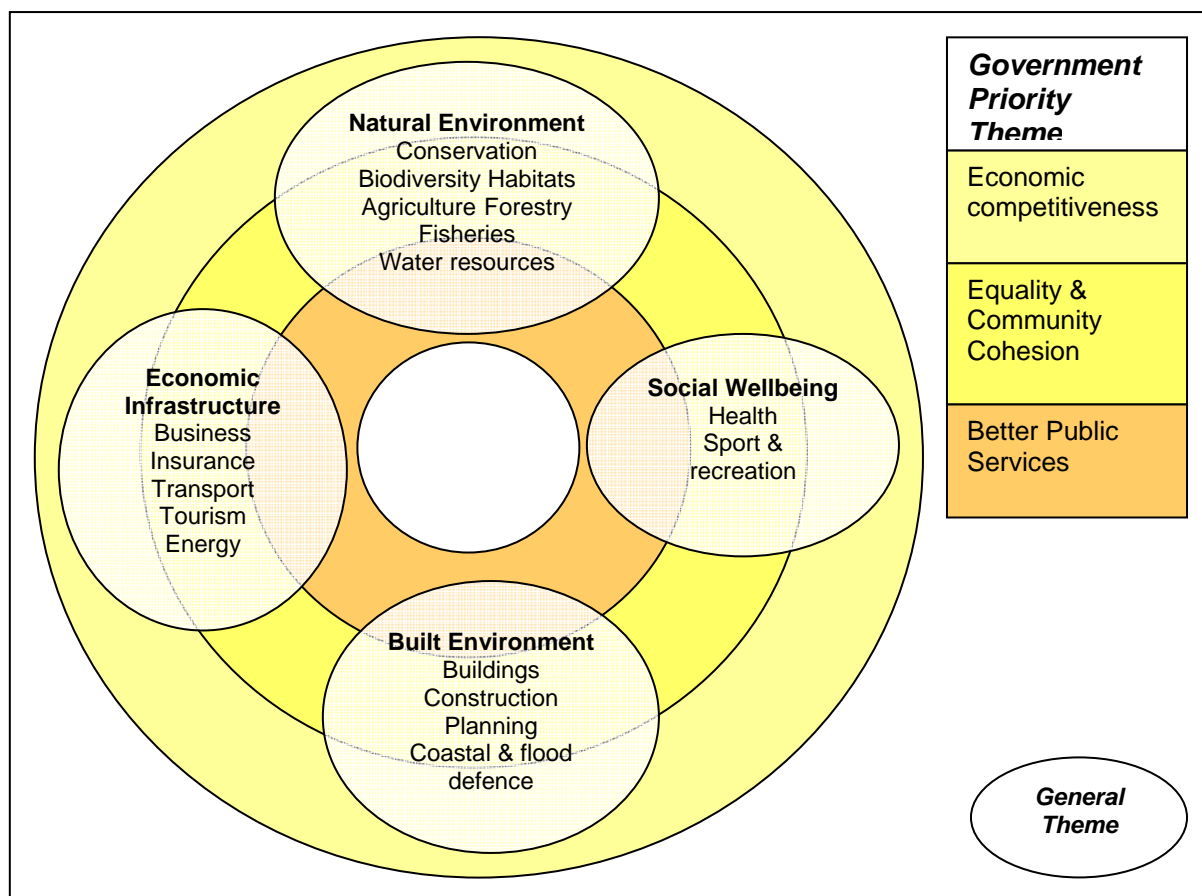 Natural Environment
Conservation
Biodiversity Habitats
Agriculture Forestry
Fisheries
Water resources
Economic
Infrastructure
Business
Insurance
Transport
Tourism
Energy
Social Wellbeing
Health
Sport &
recreation
Built Environment
Buildings
Construction
Planning
Coastal & flood
defence
Government
Priority
Theme
Economic
competitiveness
Equality &
Community
Cohesion
Better Public
Services
General
Theme